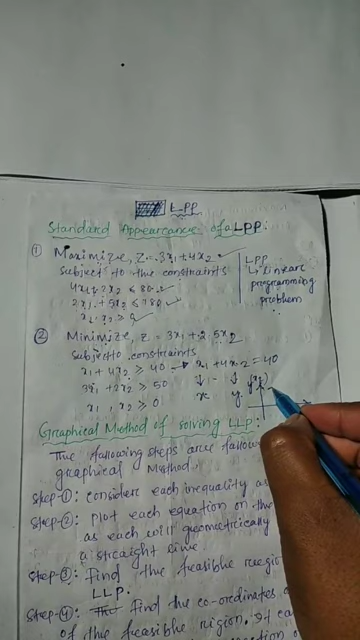 LPP
Standard Appearance of a LPP:
① Maximize, Z = 3x₁ + 4x₂
Subject to the constraints
4x₁ + 2x₂ ≤ 80
2x₁ + 5x₂ ≤ 180
x₁, x₂ ≥ 0
LPP
↳ Linear
programming
problem
② Minimize, z = 3x₁ + 2.5x₂
Subject to constraints
x₁ + 4x₂ ≥ 40 → x₁ + 4x₂ = 40
3x₁ + 2x₂ ≥ 50
x₁, x₂ ≥ 0
x y
Graphical Method of solving LLP:
The following steps are follow
graphical Method.
Step-① Consider each inequality as
Step-② Plot each equation on the
as each will geometrically
a straight line.
Step-③ Find the feasible region
LLP.
Step-④ Find the co-ordinates o
of the feasible region.